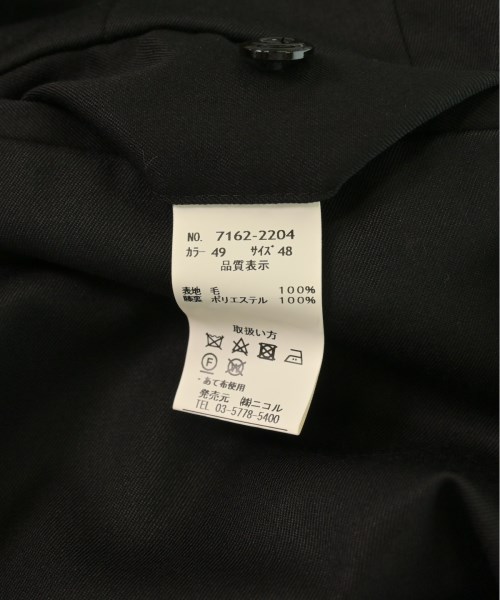 NO. 7162-2204
カラー 49 サイズ 48
品質表示
表地 毛 100%
膝裏 ポリエステル 100%
取扱い方
F W
・あて布使用
発売元 ㈱ニコル
TEL 03-5778-5400